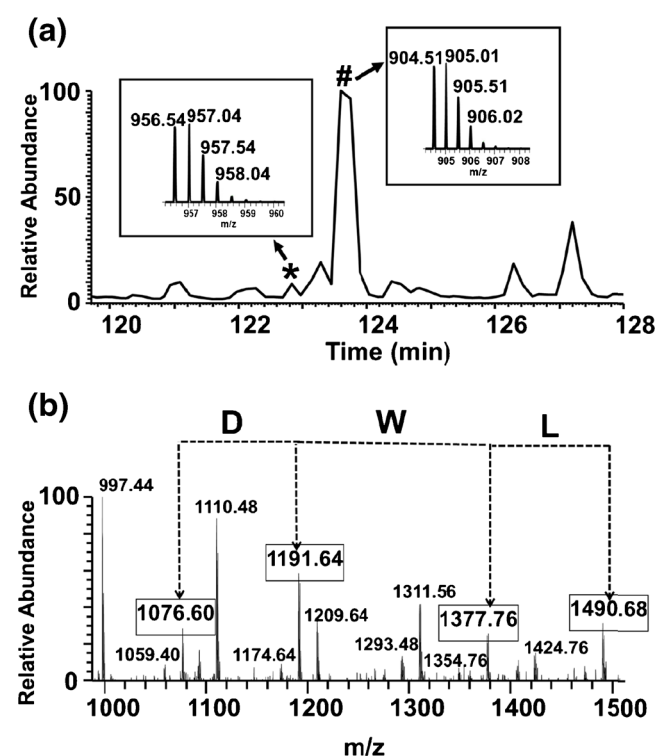 (a)
Relative Abundance
100
50
0
956.54 957.04
957.54
958.04
957 958 959 960
m/z
*
#
904.51 905.01
905.51
906.02
905 906 907 908
m/z
120 122 124 126 128
Time (min)
(b)
D W L
Relative Abundance
100
50
0
997.44
1110.48
1191.64
1076.60
1059.40
1174.64
1209.64
1311.56
1293.48
1354.76
1377.76
1424.76
1490.68
1000 1100 1200 1300 1400 1500
m/z